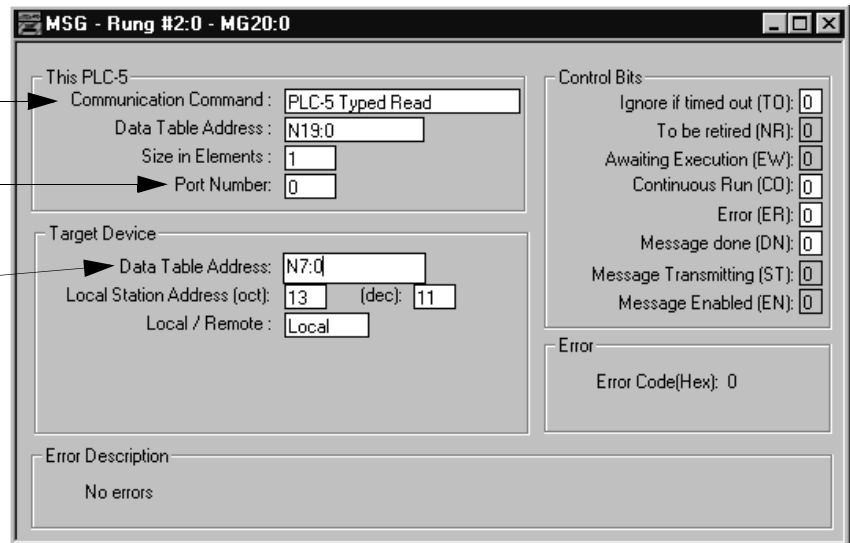 MSG - Rung #2:0 - MG20:0
This PLC-5
Communication Command : PLC-5 Typed Read
Data Table Address : N19:0
Size in Elements : 1
Port Number: 0
Target Device
Data Table Address: N7:0
Local Station Address (oct): 13 (dec): 11
Local / Remote : Local
Control Bits
Ignore if timed out (TO): 0
To be retired (NR): 0
Awaiting Execution (EW): 0
Continuous Run (CO): 0
Error (ER): 0
Message done (DN): 0
Message Transmitting (ST): 0
Message Enabled (EN): 0
Error
Error Code(Hex): 0
Error Description
No errors